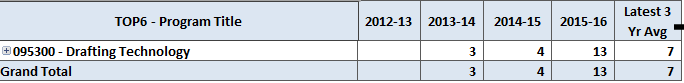 TOP6 - Program Title 2012-13 2013-14 2014-15 2015-16 Latest 3 Yr Avg
095300 - Drafting Technology 3 4 13 7
Grand Total 3 4 13 7